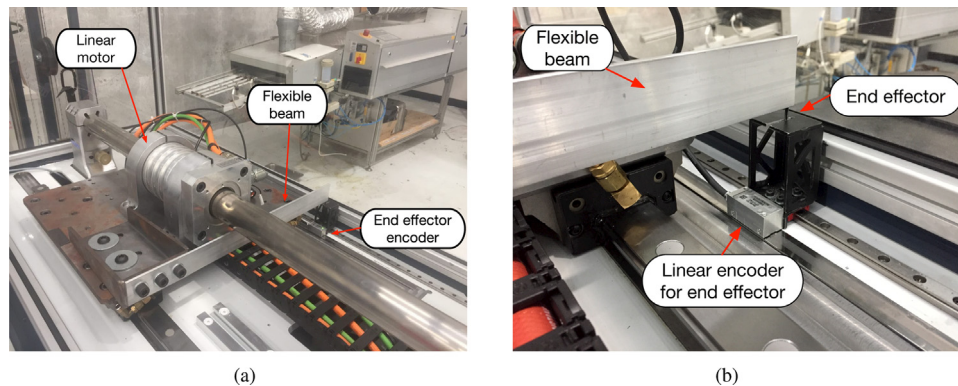 Linear
motor
Flexible
beam
End effector
encoder
(a)
Flexible
beam
End effector
Linear encoder
for end effector
(b)